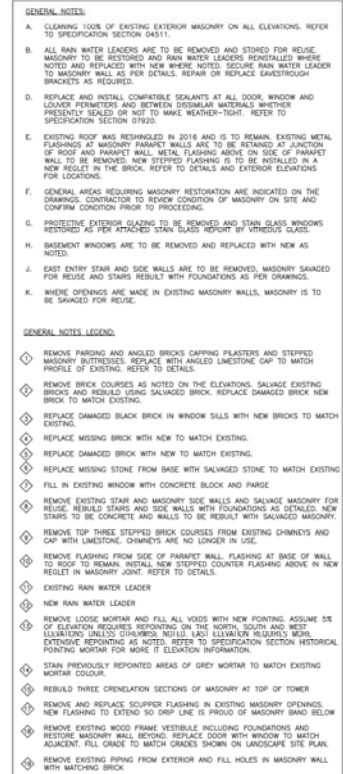 GENERAL NOTES:
A. CLEANING 100% OF EXISTING EXTERIOR MASONRY ON ALL ELEVATIONS. REFER
TO SPECIFICATION SECTION 04511.
B. ALL RAIN WATER LEADERS ARE TO BE REMOVED AND STORED FOR REUSE.
MASONRY TO BE RESTORED AND RAIN WATER LEADERS REINSTALLED WHERE
NOTED AND REPLACED WITH NEW WHERE NOTED. SECURE RAIN WATER LEADER
TO MASONRY WALL AS PER DETAILS. REPAIR OR REPLACE EAVESTROUGH
BRACKETS AS REQUIRED.
D. REPLACE AND INSTALL COMPATIBLE SEALANTS AT ALL DOOR, WINDOW AND
LOUVER PERIMETERS AND BETWEEN DISSIMILAR MATERIALS WHETHER
PRESENTLY SEALED OR NOT TO MAKE WEATHER-TIGHT. REFER TO
SPECIFICATION SECTION 07920.
E. EXISTING ROOF WAS RESHINGLED IN 2016 AND IS TO REMAIN. EXISTING METAL
FLASHINGS AT MASONRY PARAPET WALLS ARE TO BE RETAINED AT JUNCTION
OF ROOF AND PARAPET WALL. METAL FLASHING ABOVE ON SIDE OF PARAPET
WALL TO BE REMOVED. NEW STEPPED FLASHING IS TO BE INSTALLED IN A
NEW REGLET IN THE BRICK. REFER TO DETAILS AND EXTERIOR ELEVATIONS
FOR LOCATIONS.
F. GENERAL AREAS REQUIRING MASONRY RESTORATION ARE INDICATED ON THE
DRAWINGS. CONTRACTOR TO REVIEW CONDITION OF MASONRY ON SITE AND
CONFIRM CONDITION PRIOR TO PROCEEDING.
G. PROTECTIVE EXTERIOR GLAZING TO BE REMOVED AND STAIN GLASS WINDOWS
RESTORED AS PER ATTACHED STAIN GLASS REPORT BY VITREOUS GLASS.
H. BASEMENT WINDOWS ARE TO BE REMOVED AND REPLACED WITH NEW AS
NOTED.
J. EAST ENTRY STAIR AND SIDE WALLS ARE TO BE REMOVED, MASONRY SAVAGED
FOR REUSE AND STAIRS REBUILT WITH FOUNDATIONS AS PER DRAWINGS.
K. WHERE OPENINGS ARE MADE IN EXISTING MASONRY WALLS, MASONRY IS TO
BE SAVAGED FOR REUSE.
GENERAL NOTES LEGEND:
1 REMOVE PARGING AND ANGLED BRICKS CAPPING PILASTERS AND STEPPED
MASONRY BUTTRESSES. REPLACE WITH ANGLED LIMESTONE CAP TO MATCH
PROFILE OF EXISTING. REFER TO DETAILS.
2 REMOVE BRICK COURSES AS NOTED ON THE ELEVATIONS. SALVAGE EXISTING
BRICKS AND REBUILD USING SALVAGED BRICK. REPLACE DAMAGED BRICK NEW
BRICK TO MATCH EXISTING.
3 REPLACE DAMAGED BLACK BRICK IN WINDOW SILLS WITH NEW BRICKS TO MATCH
EXISTING.
4 REPLACE MISSING BRICK WITH NEW TO MATCH EXISTING.
5 REPLACE DAMAGED BRICK WITH NEW TO MATCH EXISTING.
6 REPLACE MISSING STONE FROM BASE WITH SALVAGED STONE TO MATCH EXISTING
7 FILL IN EXISTING WINDOW WITH CONCRETE BLOCK AND PARGE
8 REMOVE EXISTING STAIR AND MASONRY SIDE WALLS AND SALVAGE MASONRY FOR
REUSE. REBUILD STAIRS AND SIDE WALLS WITH FOUNDATIONS AS DETAILED. NEW
STAIRS TO BE CONCRETE AND WALLS TO BE REBUILT WITH SALVAGED MASONRY.
9 REMOVE TOP THREE STEPPED BRICK COURSES FROM EXISTING CHIMNEYS AND
CAP WITH LIMESTONE. CHIMNEYS ARE NO LONGER IN USE.
10 REMOVE FLASHING FROM SIDE OF PARAPET WALL. FLASHING AT BASE OF WALL
TO ROOF TO REMAIN. INSTALL NEW STEPPED COUNTER FLASHING ABOVE IN NEW
REGLET IN MASONRY JOINT. REFER TO DETAILS.
11 EXISTING RAIN WATER LEADER
12 NEW RAIN WATER LEADER
13 REMOVE LOOSE MORTAR AND FILL ALL VOIDS WITH NEW POINTING. ASSUME 5%
OF ELEVATION REQUIRES REPOINTING ON THE NORTH, SOUTH AND WEST
ELEVATIONS UNLESS OTHERWISE NOTED. EAST ELEVATION REQUIRES MORE
EXTENSIVE REPOINTING AS NOTED. REFER TO SPECIFICATION SECTION HISTORICAL
POINTING MORTAR FOR MORE IT ELEVATION INFORMATION.
14 STAIN PREVIOUSLY REPOINTED AREAS OF GREY MORTAR TO MATCH EXISTING
MORTAR COLOUR.
REBUILD THREE CRENELATION SECTIONS OF MASONRY AT TOP OF TOWER
17 REMOVE AND REPLACE SCUPPER FLASHING IN EXISTING MASONRY OPENINGS.
NEW FLASHING TO EXTEND SO DRIP LINE IS PROUD OF MASONRY BAND BELOW
18 REMOVE EXISTING WOOD FRAME VESTIBULE INCLUDING FOUNDATIONS AND
RESTORE MASONRY WALL BEYOND. REPLACE DOOR WITH WINDOW TO MATCH
ADJACENT. FILL GRADE TO MATCH GRADES SHOWN ON LANDSCAPE SITE PLAN.
19 REMOVE EXISTING PIPING FROM EXTERIOR AND FILL HOLES IN MASONRY WALL
WITH MATCHING BRICK